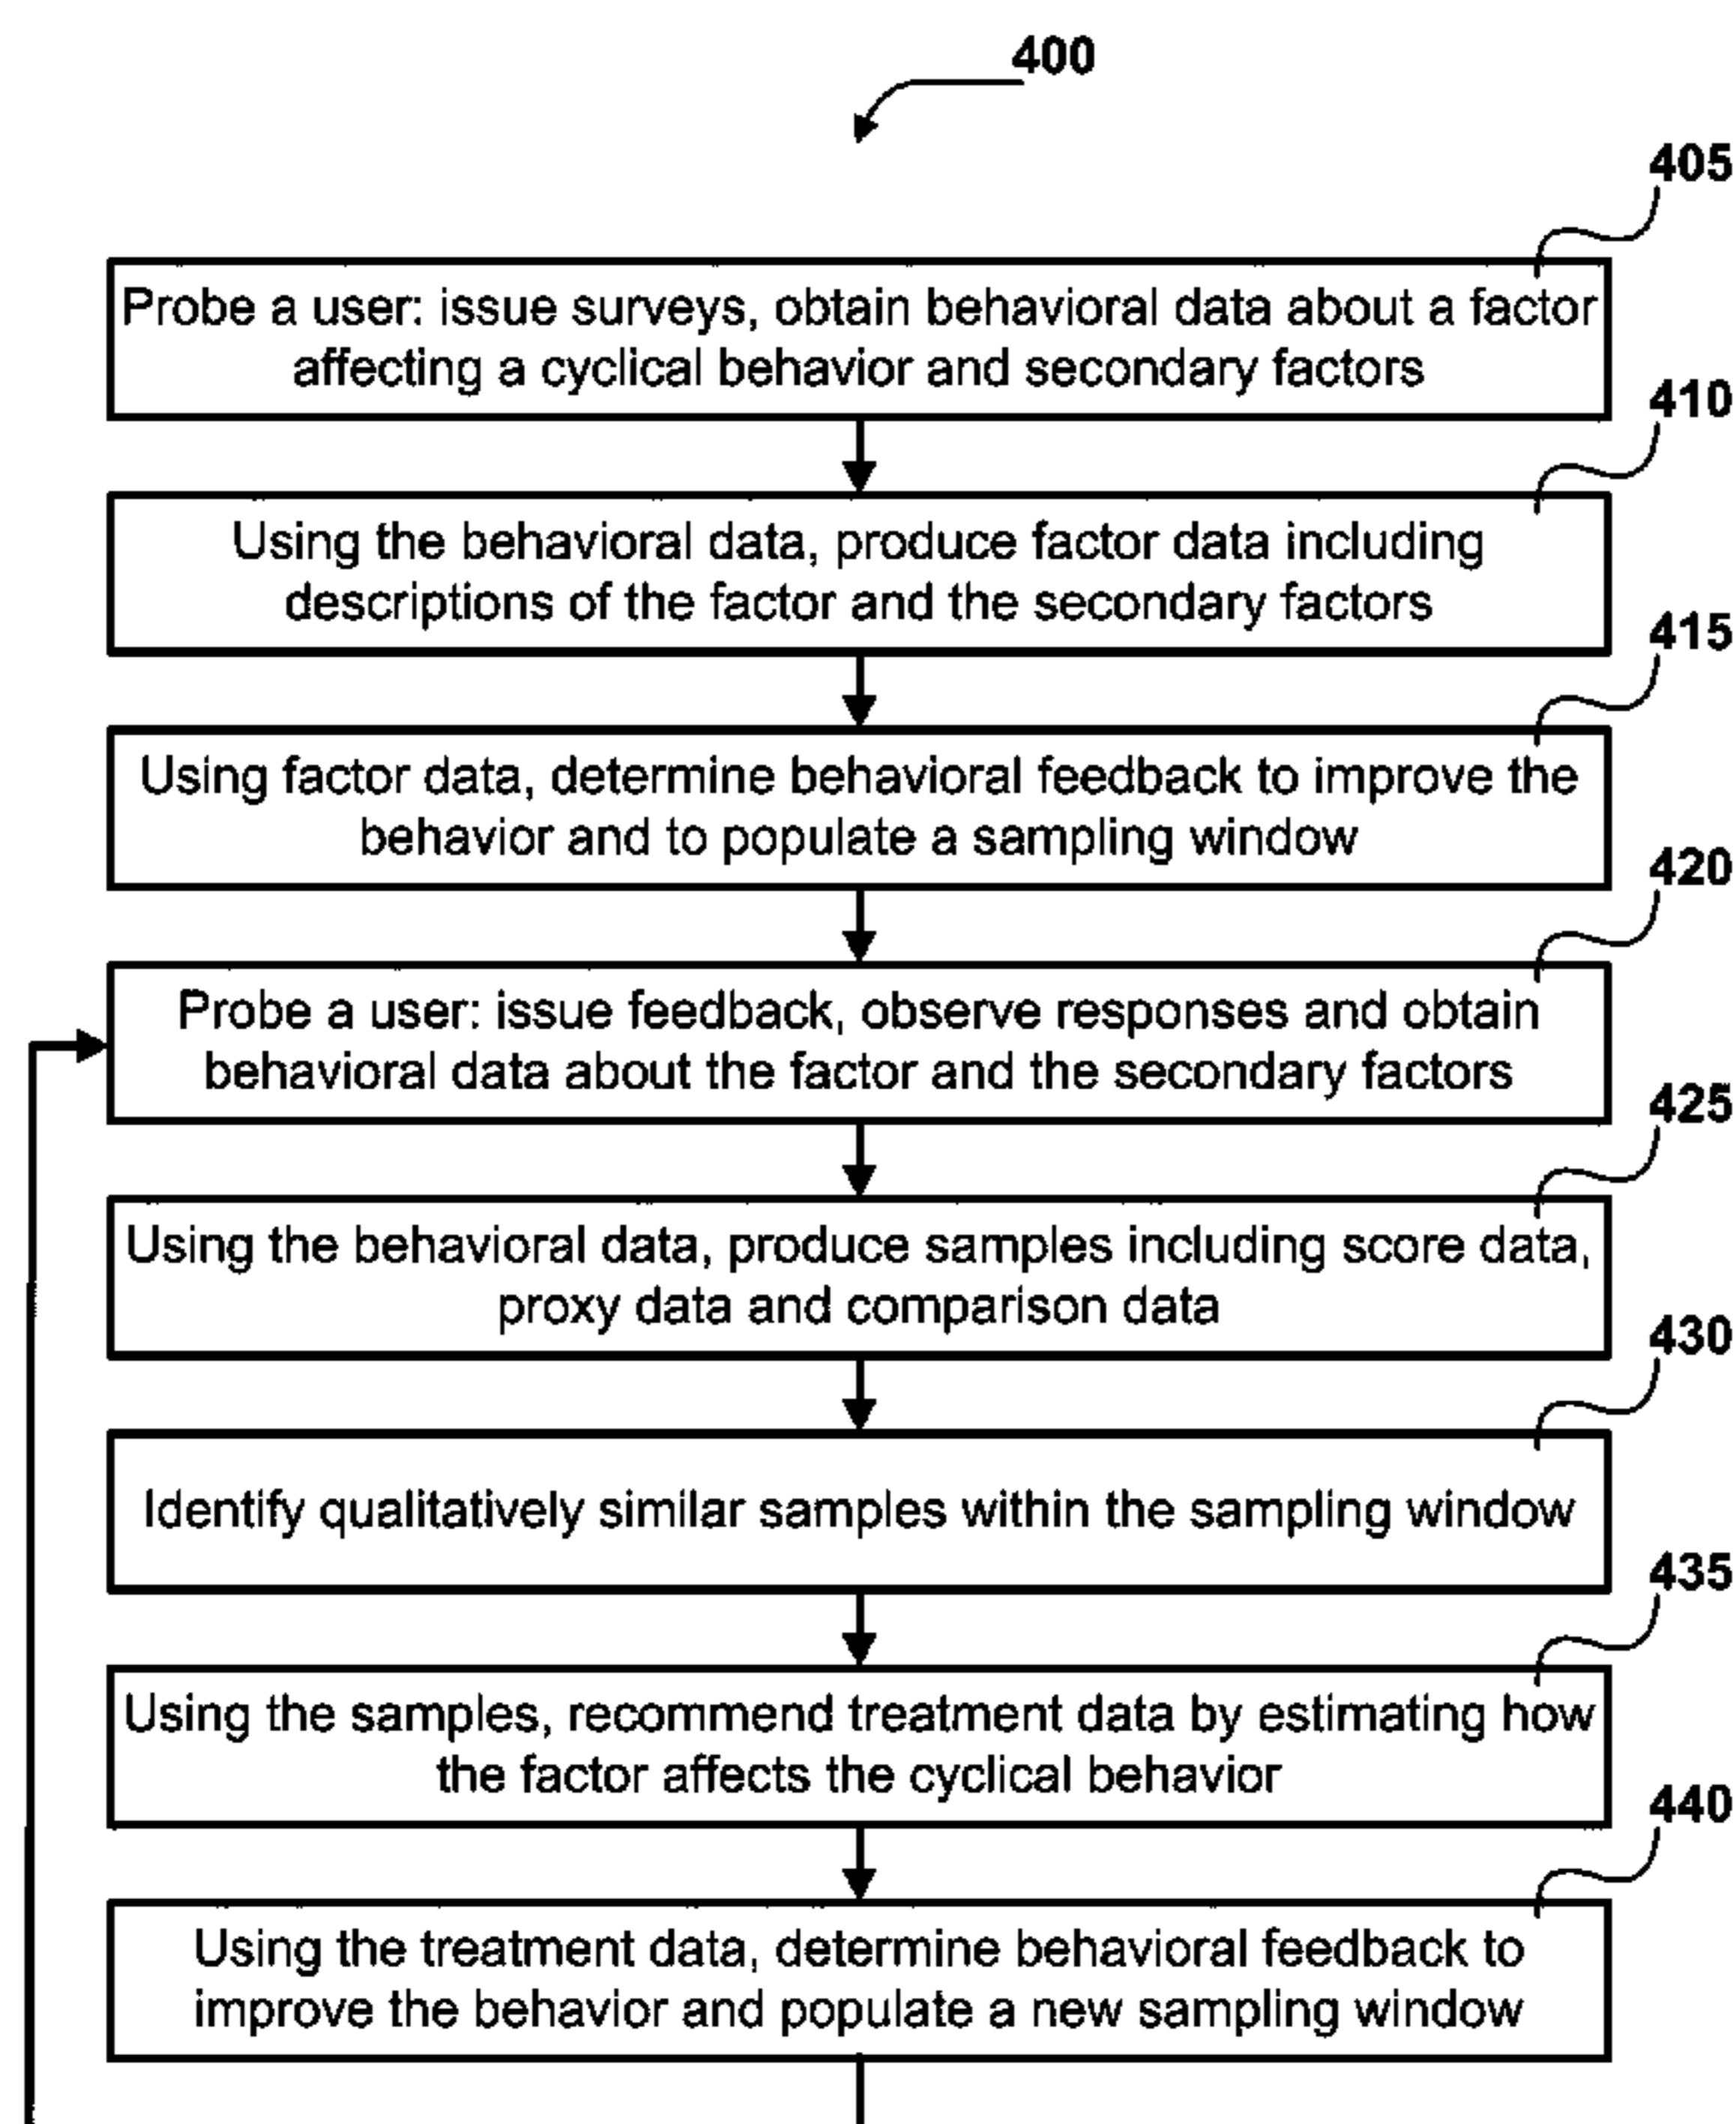 400
405
Probe a user: issue surveys, obtain behavioral data about a factor
affecting a cyclical behavior and secondary factors
410
Using the behavioral data, produce factor data including
descriptions of the factor and the secondary factors
415
Using factor data, determine behavioral feedback to improve the
behavior and to populate a sampling window
420
Probe a user: issue feedback, observe responses and obtain
behavioral data about the factor and the secondary factors
425
Using the behavioral data, produce samples including score data,
proxy data and comparison data
430
Identify qualitatively similar samples within the sampling window
435
Using the samples, recommend treatment data by estimating how
the factor affects the cyclical behavior
440
Using the treatment data, determine behavioral feedback to
improve the behavior and populate a new sampling window